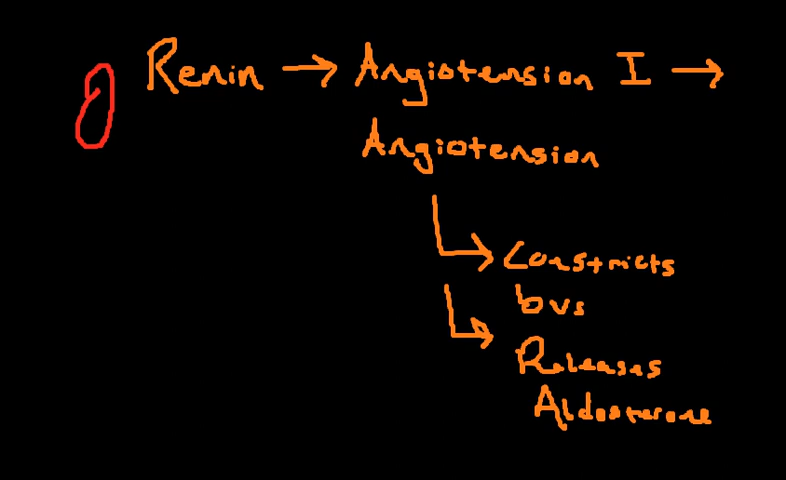 Renin → Angiotension I →
Angiotension
↳ Constricts
bvs
↳ Releases
Aldosterone